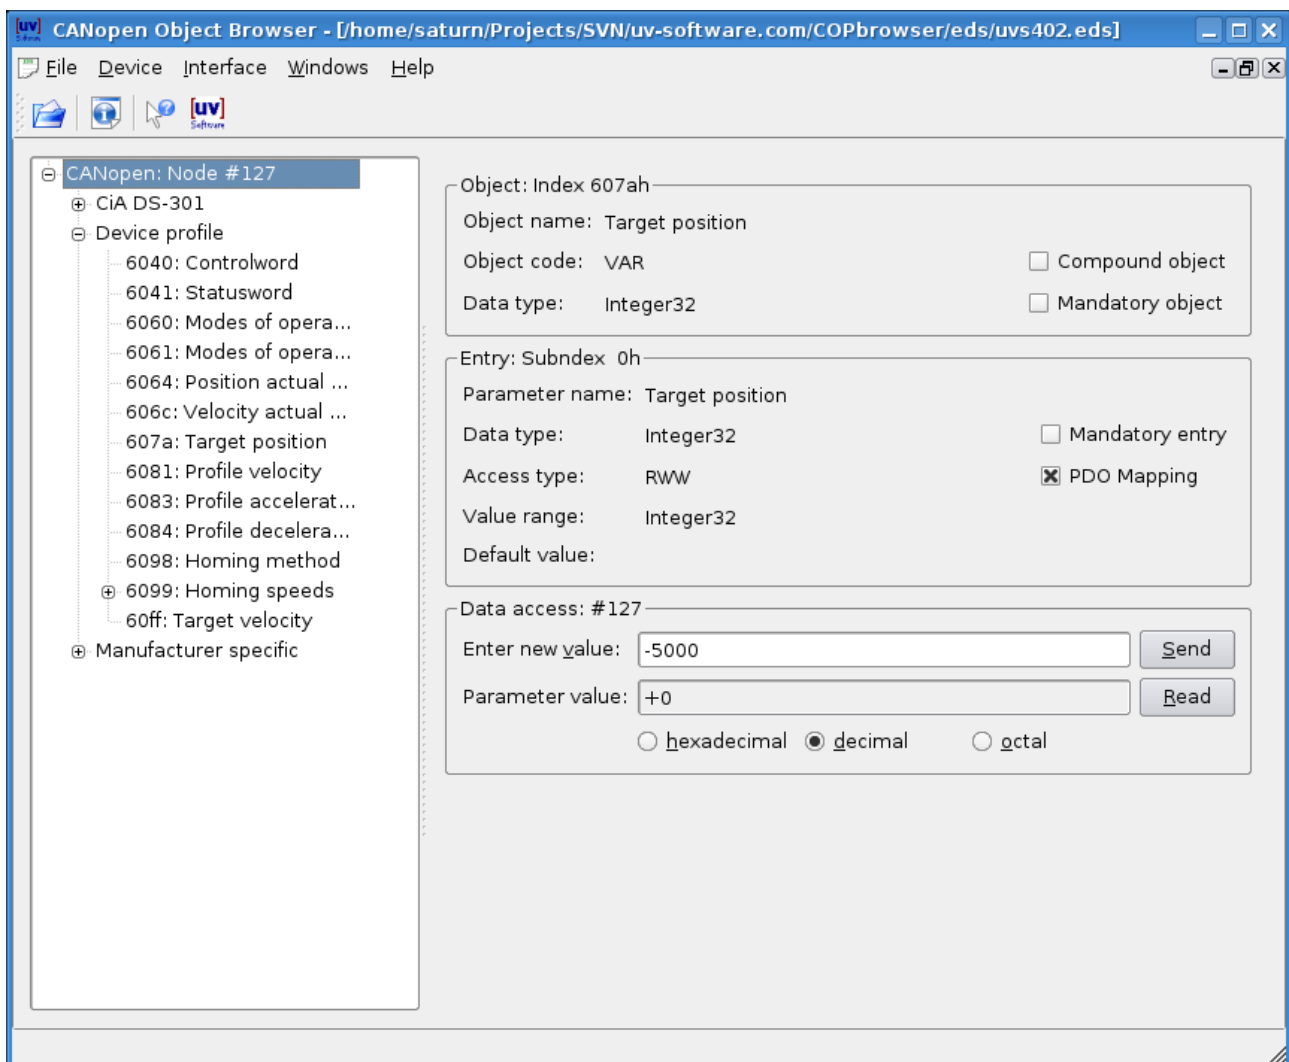 [uv] CANopen Object Browser - [/home/saturn/Projects/SVN/uv-software.com/COPbrowser/eds/uvs402.eds]
File Device Interface Windows Help
[uv]
Software
CANopen: Node #127
CiA DS-301
Device profile
6040: Controlword
6041: Statusword
6060: Modes of opera...
6061: Modes of opera...
6064: Position actual ...
606c: Velocity actual ...
607a: Target position
6081: Profile velocity
6083: Profile accelerat...
6084: Profile decelera...
6098: Homing method
6099: Homing speeds
60ff: Target velocity
Manufacturer specific
Object: Index 607ah
Object name: Target position
Object code: VAR Compound object
Data type: Integer32 Mandatory object
Entry: Subndex 0h
Parameter name: Target position
Data type: Integer32 Mandatory entry
Access type: RWW PDO Mapping
Value range: Integer32
Default value:
Data access: #127
Enter new value: -5000 Send
Parameter value: +0 Read
hexadecimal decimal octal